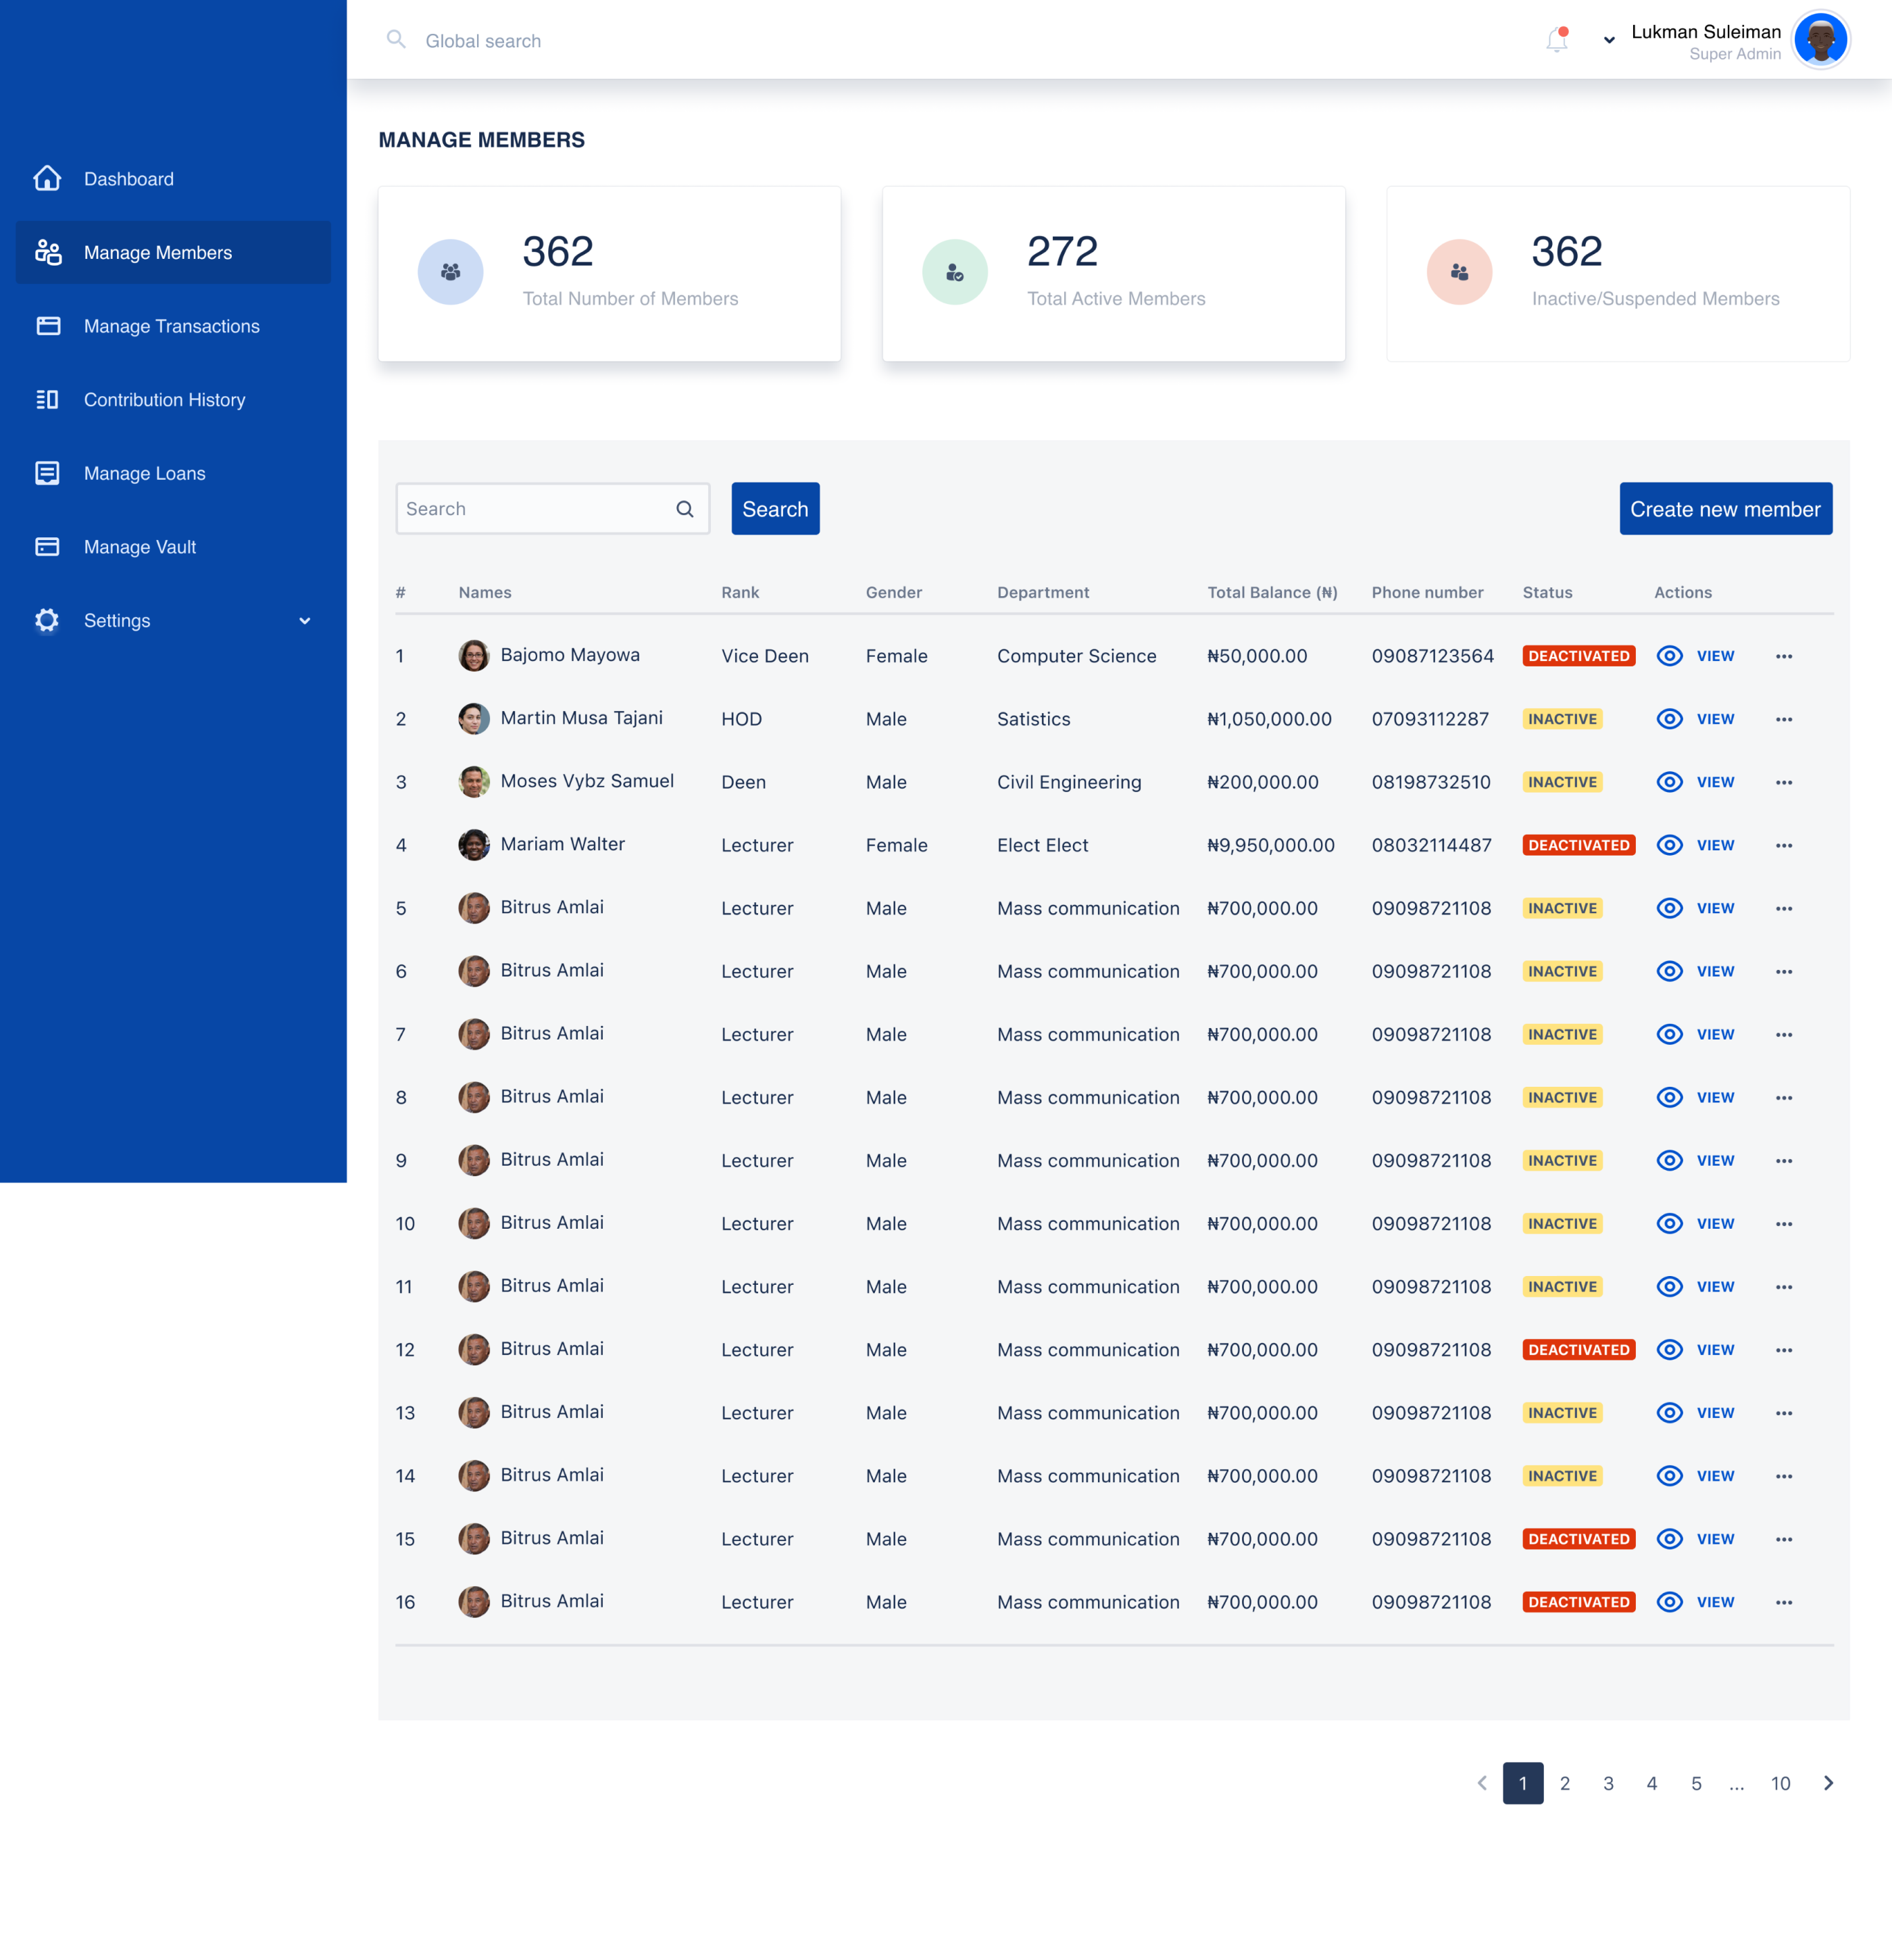 Global search
Lukman Suleiman
Super Admin
Dashboard
Manage Members
Manage Transactions
Contribution History
Manage Loans
Manage Vault
Settings
MANAGE MEMBERS
362
Total Number of Members
272
Total Active Members
362
Inactive/Suspended Members
Search
Search
Create new member
# Names Rank Gender Department Total Balance (₦) Phone number Status Actions
1 Bajomo Mayowa Vice Deen Female Computer Science ₦50,000.00 09087123564 DEACTIVATED VIEW ...
2 Martin Musa Tajani HOD Male Satistics ₦1,050,000.00 07093112287 INACTIVE VIEW ...
3 Moses Vybz Samuel Deen Male Civil Engineering ₦200,000.00 08198732510 INACTIVE VIEW ...
4 Mariam Walter Lecturer Female Elect Elect ₦9,950,000.00 08032114487 DEACTIVATED VIEW ...
5 Bitrus Amlai Lecturer Male Mass communication ₦700,000.00 09098721108 INACTIVE VIEW ...
6 Bitrus Amlai Lecturer Male Mass communication ₦700,000.00 09098721108 INACTIVE VIEW ...
7 Bitrus Amlai Lecturer Male Mass communication ₦700,000.00 09098721108 INACTIVE VIEW ...
8 Bitrus Amlai Lecturer Male Mass communication ₦700,000.00 09098721108 INACTIVE VIEW ...
9 Bitrus Amlai Lecturer Male Mass communication ₦700,000.00 09098721108 INACTIVE VIEW ...
10 Bitrus Amlai Lecturer Male Mass communication ₦700,000.00 09098721108 INACTIVE VIEW ...
11 Bitrus Amlai Lecturer Male Mass communication ₦700,000.00 09098721108 INACTIVE VIEW ...
12 Bitrus Amlai Lecturer Male Mass communication ₦700,000.00 09098721108 DEACTIVATED VIEW ...
13 Bitrus Amlai Lecturer Male Mass communication ₦700,000.00 09098721108 INACTIVE VIEW ...
14 Bitrus Amlai Lecturer Male Mass communication ₦700,000.00 09098721108 INACTIVE VIEW ...
15 Bitrus Amlai Lecturer Male Mass communication ₦700,000.00 09098721108 DEACTIVATED VIEW ...
16 Bitrus Amlai Lecturer Male Mass communication ₦700,000.00 09098721108 DEACTIVATED VIEW ...
1 2 3 4 5 ... 10